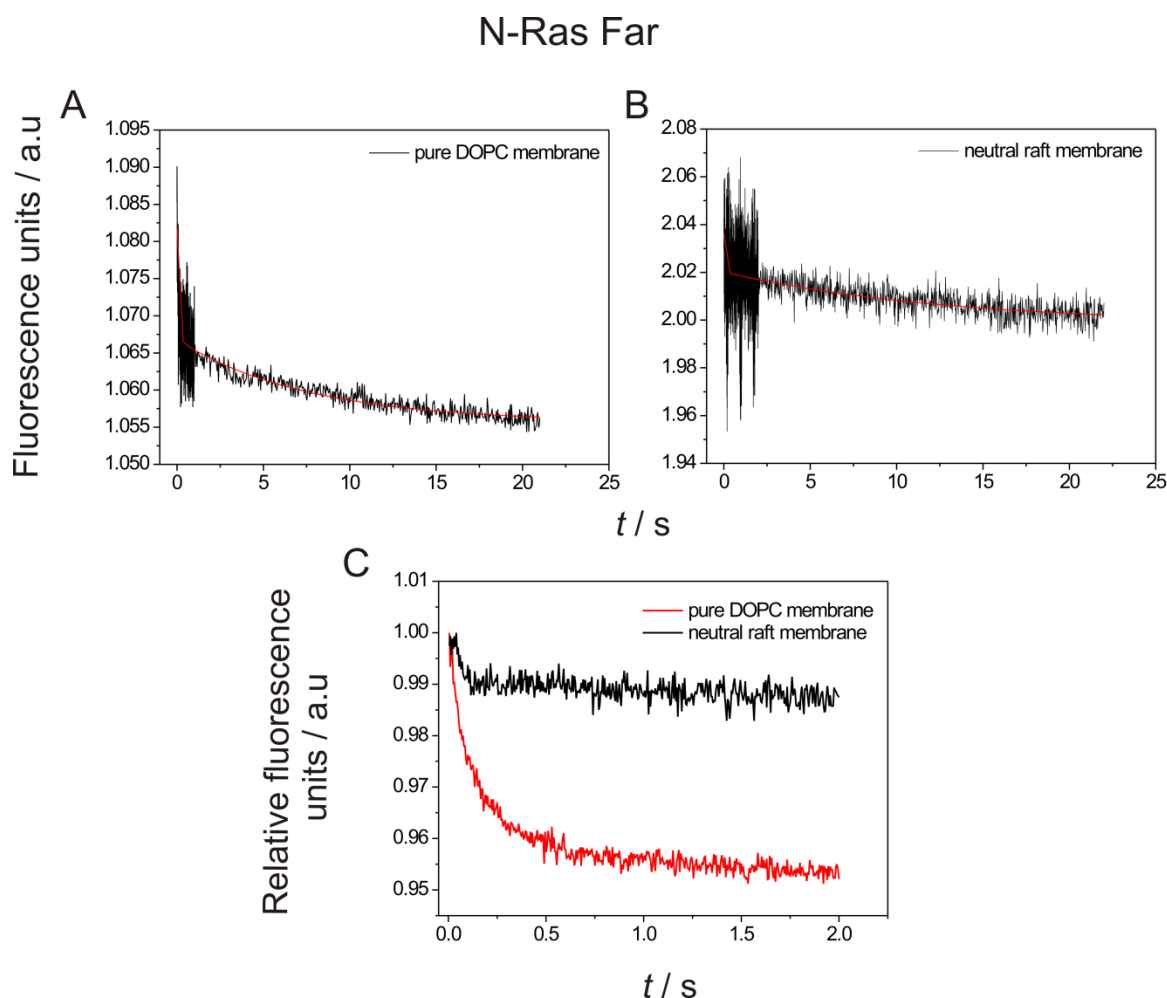 N-Ras Far
A
B
Fluorescence units / a.u
1.095
1.090
1.080
1.075
1.070
1.065
1.060
1.055
1.050
pure DOPC membrane
0 5 10 15 20 25
2.08
2.06
2.04
2.02
2.00
1.98
1.96
1.94
neutral raft membrane
0 5 10 15 20 25
t / s
C
Relative fluorescence
units / a.u
1.01
1.00
0.99
0.98
0.97
0.96
0.95
pure DOPC membrane
neutral raft membrane
0.0 0.5 1.0 1.5 2.0
t / s